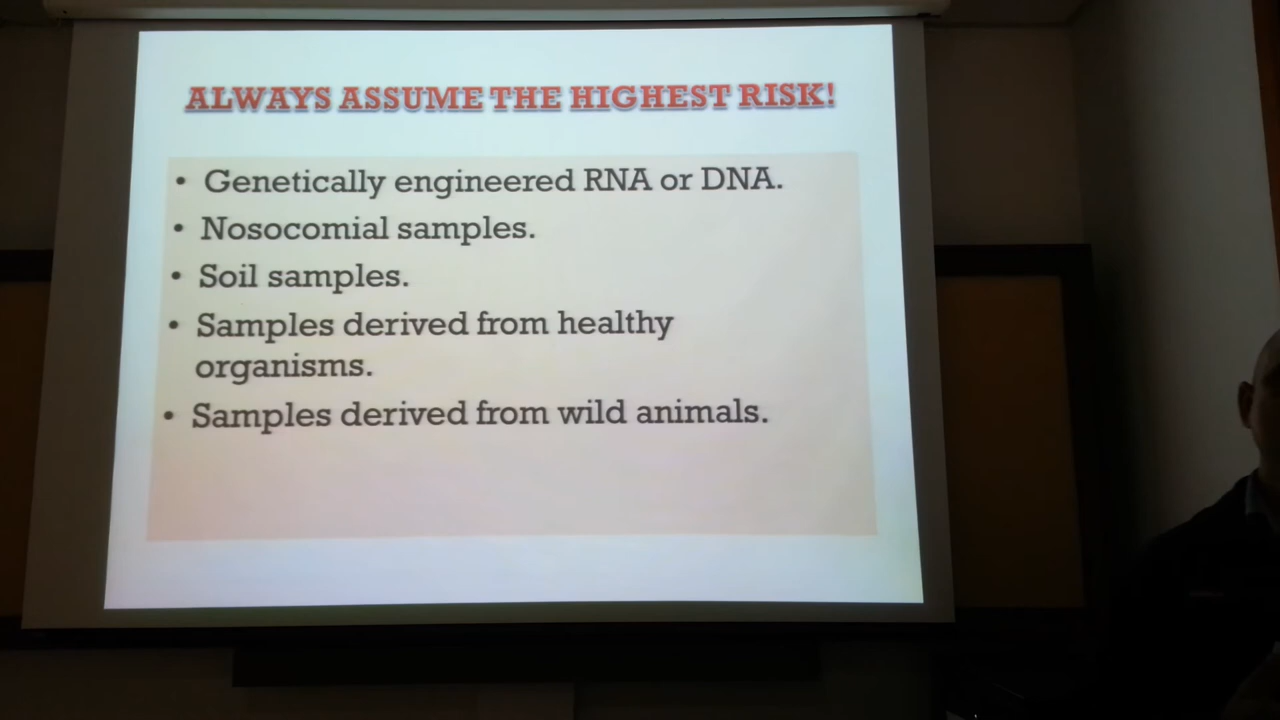 ALWAYS ASSUME THE HIGHEST RISK!
• Genetically engineered RNA or DNA.
• Nosocomial samples.
• Soil samples.
• Samples derived from healthy
organisms.
• Samples derived from wild animals.